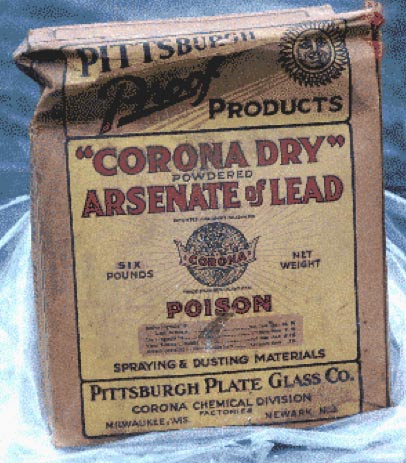 PITTSBURGH
Proof
PRODUCTS
"CORONA DRY"
POWDERED
ARSENATE of LEAD
CORONA
SIX
POUNDS
NET
WEIGHT
POISON
SPRAYING & DUSTING MATERIALS
PITTSBURGH PLATE GLASS CO.
CORONA CHEMICAL DIVISION
FACTORIES
MILWAUKEE, WIS. NEWARK, N.J.